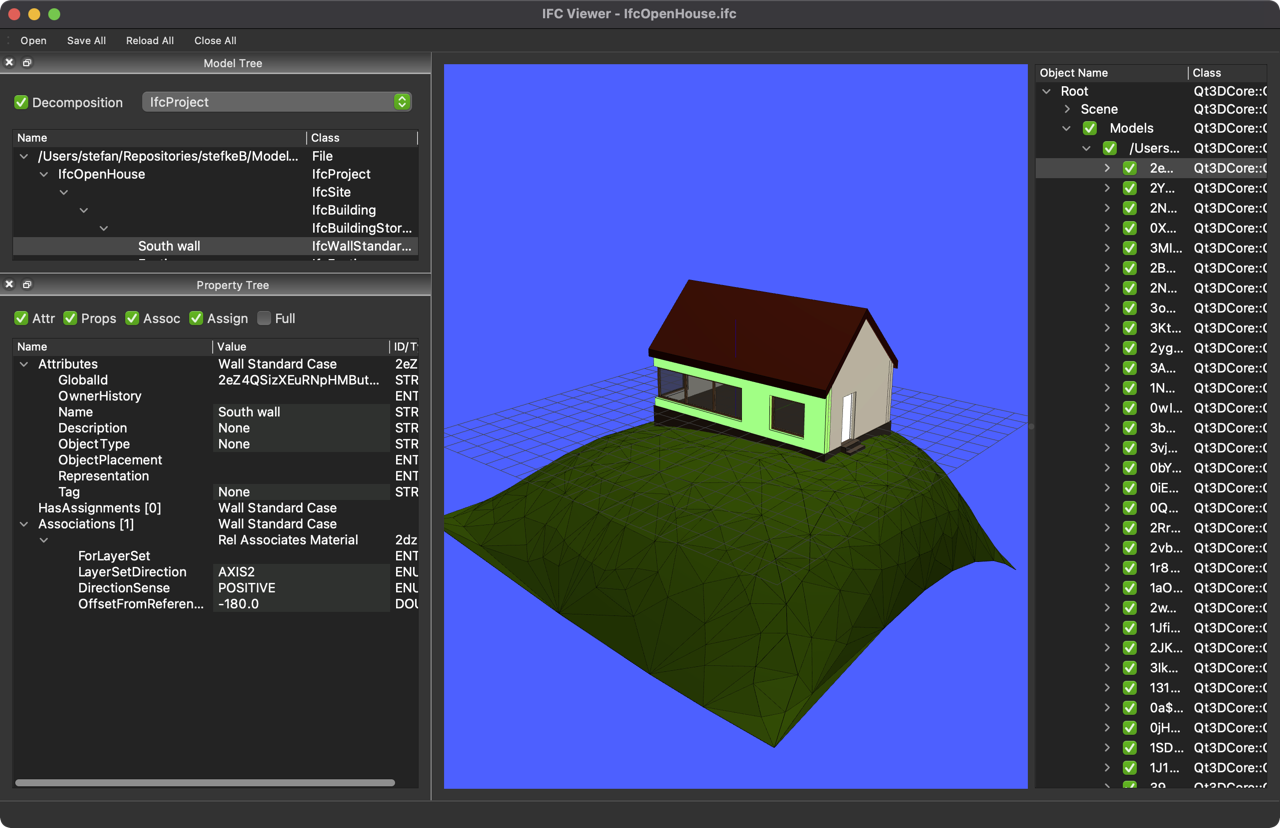 IFC Viewer - IfcOpenHouse.ifc
Open Save All Reload All Close All
Model Tree
Decomposition IfcProject
Name Class
/Users/stefan/Repositories/stefkeB/Model... File
IfcOpenHouse IfcProject
IfcSite
IfcBuilding
IfcBuildingStor...
South wall IfcWallStandar...
Property Tree
Attr Props Assoc Assign Full
Name Value ID/T
Attributes Wall Standard Case 2eZ
GlobalId 2eZ4QSizXEuRNpHMBut... STR
OwnerHistory ENT
Name South wall STR
Description None STR
ObjectType None STR
ObjectPlacement ENT
Representation ENT
Tag None STR
HasAssignments [0] Wall Standard Case
Associations [1] Wall Standard Case
Rel Associates Material 2dz
ForLayerSet ENT
LayerSetDirection AXIS2 ENU
DirectionSense POSITIVE ENU
OffsetFromReferen... -180.0 DOU
Object Name Class
Root Qt3DCore::
Scene Qt3DCore::
Models Qt3DCore::
/Users... Qt3DCore::
2e... Qt3DCore::
2Y... Qt3DCore::
2N... Qt3DCore::
0X... Qt3DCore::
3MI... Qt3DCore::
2B... Qt3DCore::
2N... Qt3DCore::
3o... Qt3DCore::
3Kt... Qt3DCore::
2yg... Qt3DCore::
3A... Qt3DCore::
1N... Qt3DCore::
0wI... Qt3DCore::
3b... Qt3DCore::
3vj... Qt3DCore::
0bY... Qt3DCore::
0iE... Qt3DCore::
0Q... Qt3DCore::
2Rr... Qt3DCore::
2vb... Qt3DCore::
1r8... Qt3DCore::
1aO... Qt3DCore::
2w... Qt3DCore::
1Jfi... Qt3DCore::
2JK... Qt3DCore::
3Ik... Qt3DCore::
131... Qt3DCore::
0a$... Qt3DCore::
0jH... Qt3DCore::
1SD... Qt3DCore::
1J1... Qt3DCore::